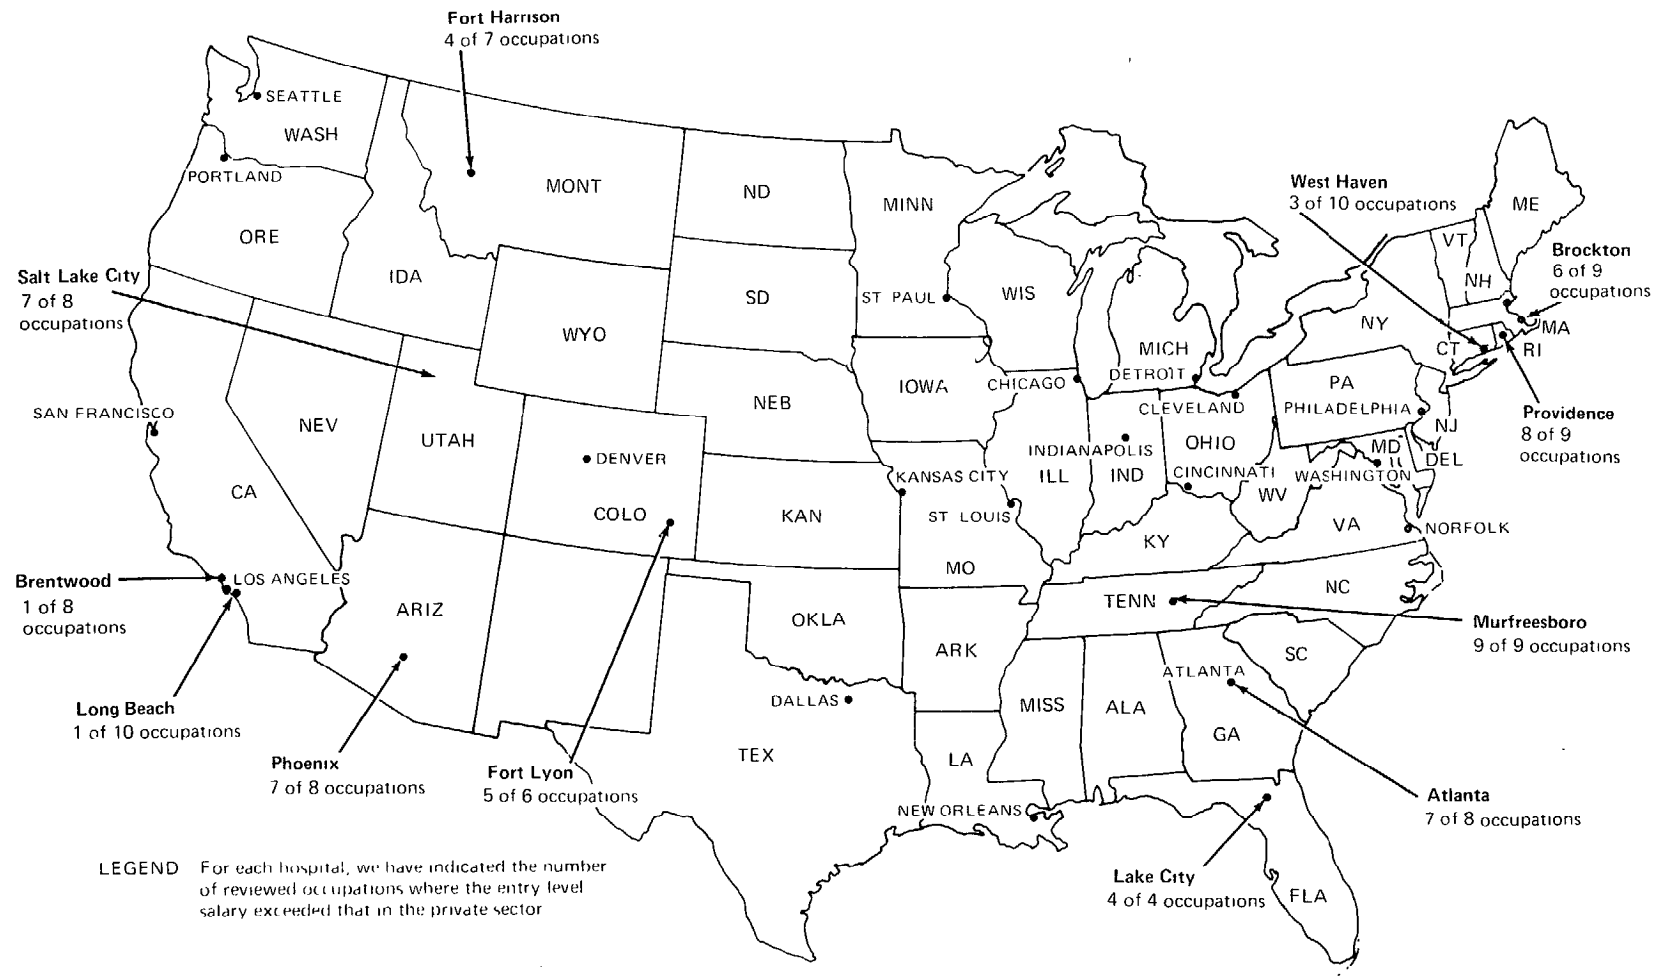 Fort Harrison
4 of 7 occupations
SEATTLE
WASH
PORTLAND
MONT
ND
MINN
ME
West Haven
3 of 10 occupations
VT
NH
Brockton
6 of 9
occupations
ORE
IDA
Salt Lake City
7 of 8
occupations
SD
ST PAUL
WIS
WYO
NY
MA
MICH
CT
RI
DETROIT
CHICAGO
IOWA
PA
CLEVELAND
PHILADELPHIA
SAN FRANCISCO
NEV
NEB
UTAH
Providence
8 of 9
occupations
NJ
OHIO
MD
INDIANAPOLIS
DENVER
DEL
KANSAS CITY
ILL
IND
CINCINNATI
WASHINGTON
CA
WV
COLO
KAN
ST LOUIS
VA
NORFOLK
KY
MO
Brentwood
1 of 8
occupations
LOS ANGELES
NC
ARIZ
TENN
OKLA
Murfreesboro
9 of 9 occupations
ARK
SC
ATLANTA
DALLAS
MISS
ALA
Long Beach
1 of 10 occupations
GA
TEX
LA
Phoenix
7 of 8 occupations
Fort Lyon
5 of 6 occupations
Atlanta
7 of 8 occupations
NEW ORLEANS
Lake City
4 of 4 occupations
FLA
LEGEND For each hospital, we have indicated the number
of reviewed occupations where the entry level
salary exceeded that in the private sector